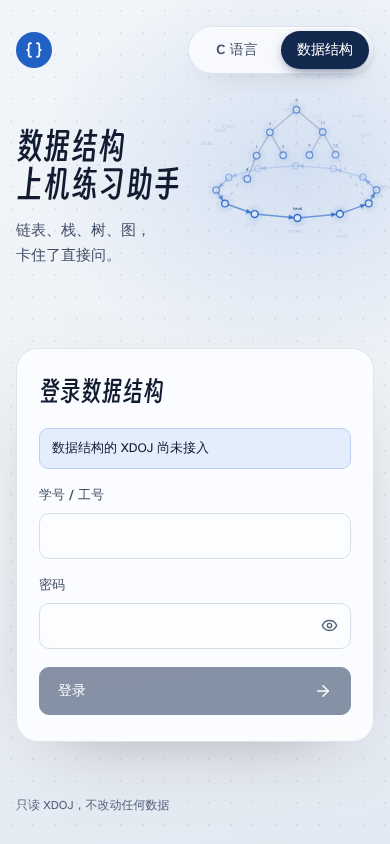 {}
C 语言
数据结构
数据结构
上机练习助手
链表、栈、树、图，
卡住了直接问。
head
登录数据结构
数据结构的 XDOJ 尚未接入
学号 / 工号
密码
登录
只读 XDOJ，不改动任何数据